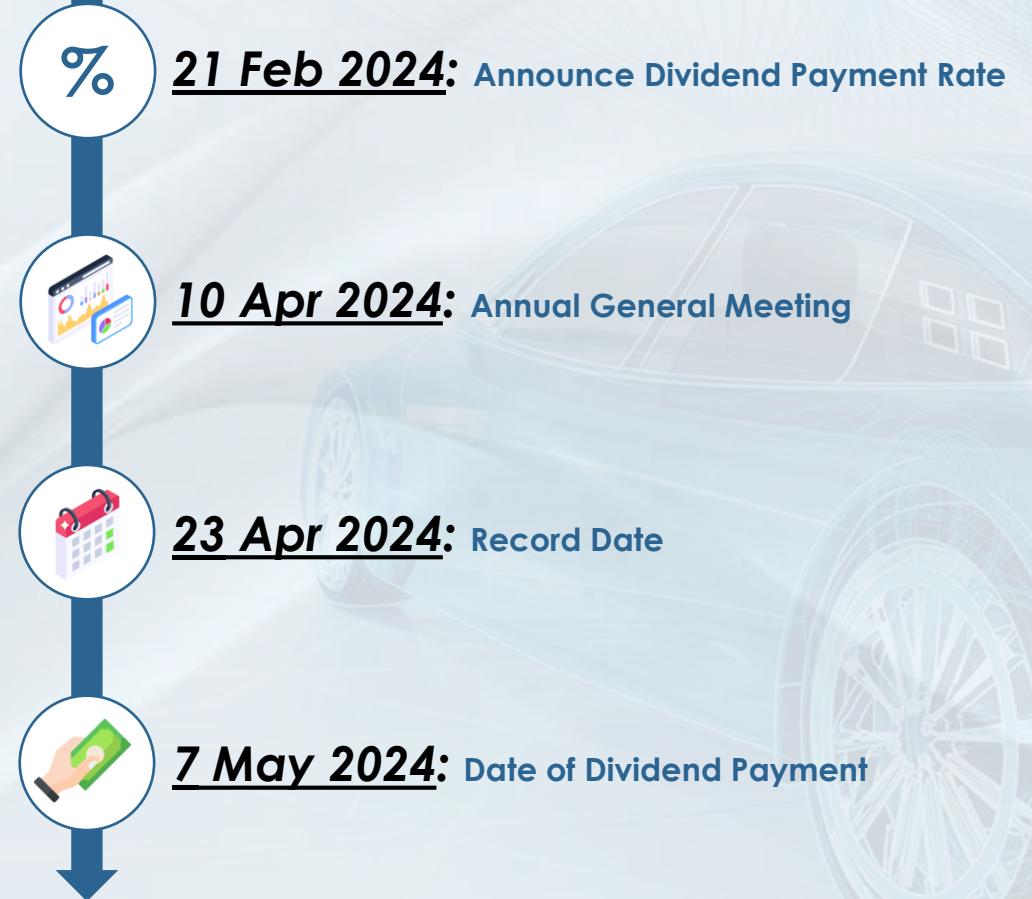 %
21 Feb 2024: Announce Dividend Payment Rate
10 Apr 2024: Annual General Meeting
23 Apr 2024: Record Date
7 May 2024: Date of Dividend Payment